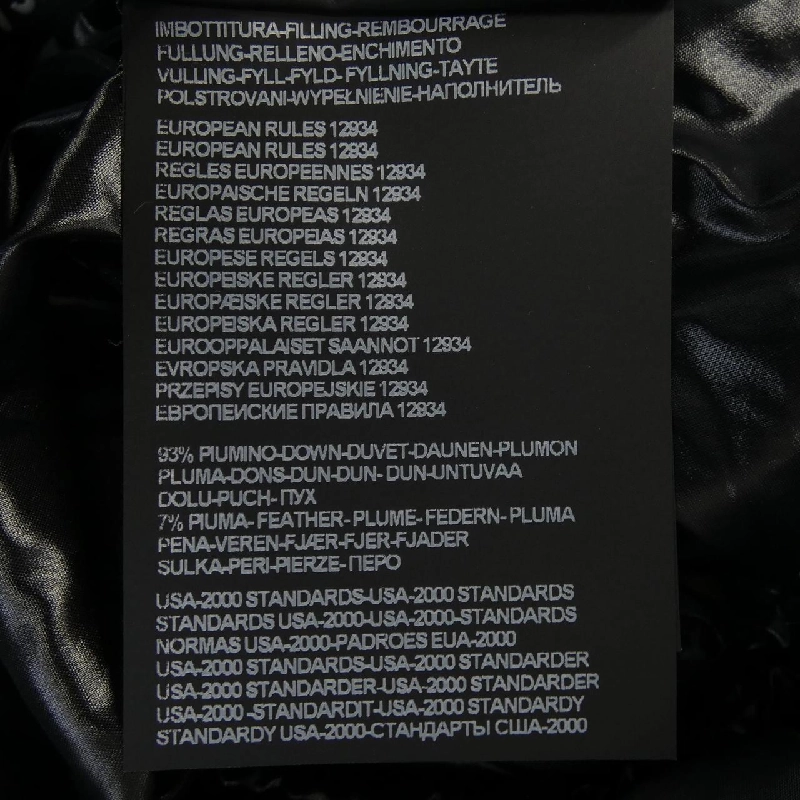 IMBOTTITURA-FILLING-REMBOURRAGE
FULLUNG-RELLENO-ENCHIMENTO
VULLING-FYLL-FYLD- FYLLNING-TAYTE
POLSTROVANI-WYPEŁNIENIE-НАПОЛНИТЕЛЬ
EUROPEAN RULES 12934
EUROPEAN RULES 12934
REGLES EUROPEENNES 12934
EUROPAISCHE REGELN 12934
REGLAS EUROPEAS 12934
REGRAS EUROPEIAS 12934
EUROPESE REGELS 12934
EUROPEISKE REGLER 12934
EUROPÆISKE REGLER 12934
EUROPEISKA REGLER 12934
EUROOPPALAISET SAANNOT 12934
EVROPSKA PRAVIDLA 12934
PRZEPISY EUROPEJSKIE 12934
ЕВРОПЕИСКИЕ ПРАВИЛА 12934
93% PIUMINO-DOWN-DUVET-DAUNEN-PLUMON
PLUMA-DONS-DUN-DUN- DUN-UNTUVAA
DOLU-PUCH- ПУХ
7% PIUMA- FEATHER- PLUME- FEDERN- PLUMA
PENA-VEREN-FJÆR-FJER-FJADER
SULKA-PERI-PIERZE- ПЕРО
USA-2000 STANDARDS-USA-2000 STANDARDS
STANDARDS USA-2000-USA-2000-STANDARDS
NORMAS USA-2000-PADROES EUA-2000
USA-2000 STANDARDS-USA-2000 STANDARDER
USA-2000 STANDARDER-USA-2000 STANDARDER
USA-2000 -STANDARDIT-USA-2000 STANDARDY
STANDARDY USA-2000-СТАНДАРТЫ США-2000